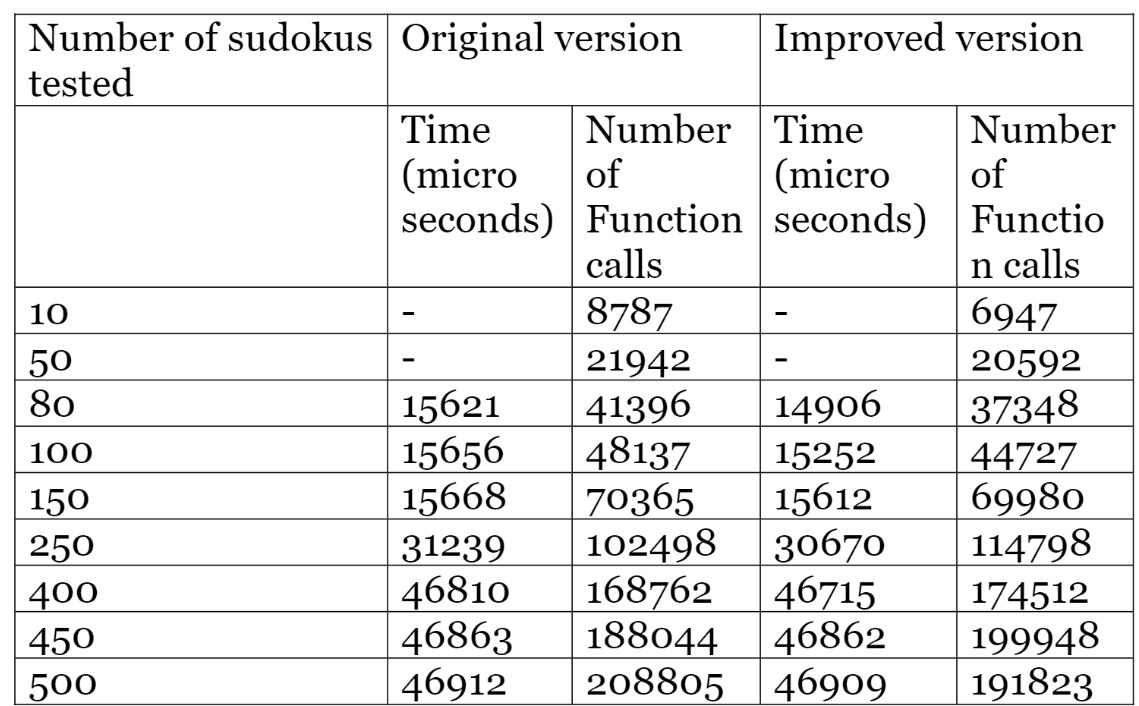 Number of sudokus tested Original version Improved version
Time (micro seconds) Number of Function calls Time (micro seconds) Number of Functio n calls
10 - 8787 - 6947
50 - 21942 - 20592
80 15621 41396 14906 37348
100 15656 48137 15252 44727
150 15668 70365 15612 69980
250 31239 102498 30670 114798
400 46810 168762 46715 174512
450 46863 188044 46862 199948
500 46912 208805 46909 191823